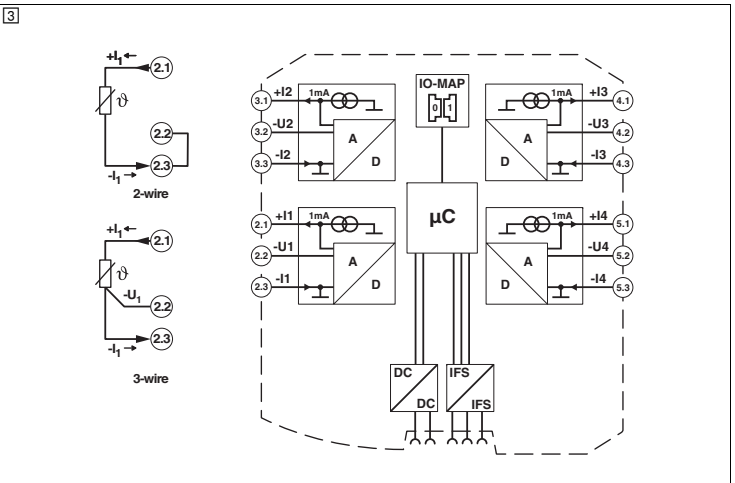 3
+I1
2.1
ϑ
2.2
2.3
-I1
2-wire
+I1
2.1
ϑ
-U1
2.2
2.3
-I1
3-wire
3.1
+I2
1mA
3.2
-U2
A
3.3
-I2
D
IO-MAP
0 1
1mA
+I3
4.1
A
-U3
4.2
D
-I3
4.3
µC
2.1
+I1
1mA
2.2
-U1
A
2.3
-I1
D
1mA
+I4
5.1
A
-U4
5.2
D
-I4
5.3
DC
DC
IFS
IFS